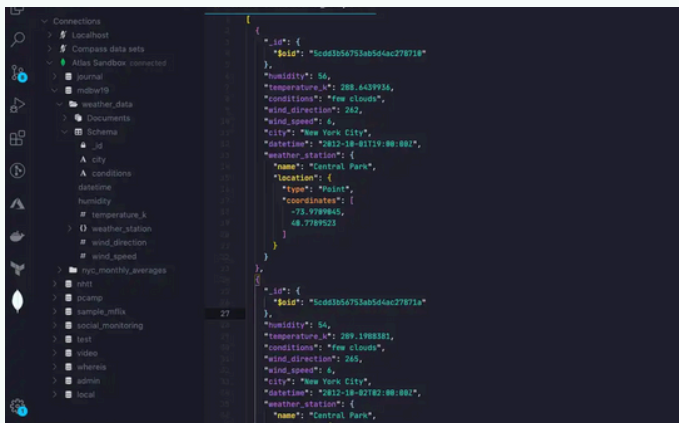 Connections
Localhost
Compass data sets
Atlas Sandbox connected
journal
mdbw19
weather_data
Documents
Schema
_id
A city
A conditions
datetime
humidity
# temperature_k
{} weather_station
# wind_direction
# wind_speed
nyc_monthly_averages
nhtt
pcamp
sample_mflix
social_monitoring
test
video
whereis
admin
local
[
{
"_id": {
"$oid": "5cdd3b56753ab5d4ac278710"
},
"humidity": 56,
"temperature_k": 288.6439936,
"conditions": "few clouds",
"wind_direction": 262,
"wind_speed": 6,
"city": "New York City",
"datetime": "2012-10-01T19:00:00Z",
"weather_station": {
"name": "Central Park",
"location": {
"type": "Point",
"coordinates": [
-73.9709045,
40.7789523
]
}
}
},
{
"_id": {
"$oid": "5cdd3b56753ab5d4ac27871a"
27 },
"humidity": 54,
"temperature_k": 289.1988381,
"conditions": "few clouds",
"wind_direction": 265,
"wind_speed": 6,
"city": "New York City",
"datetime": "2012-10-02T02:00:00Z",
"weather_station": {
"name": "Central Park",